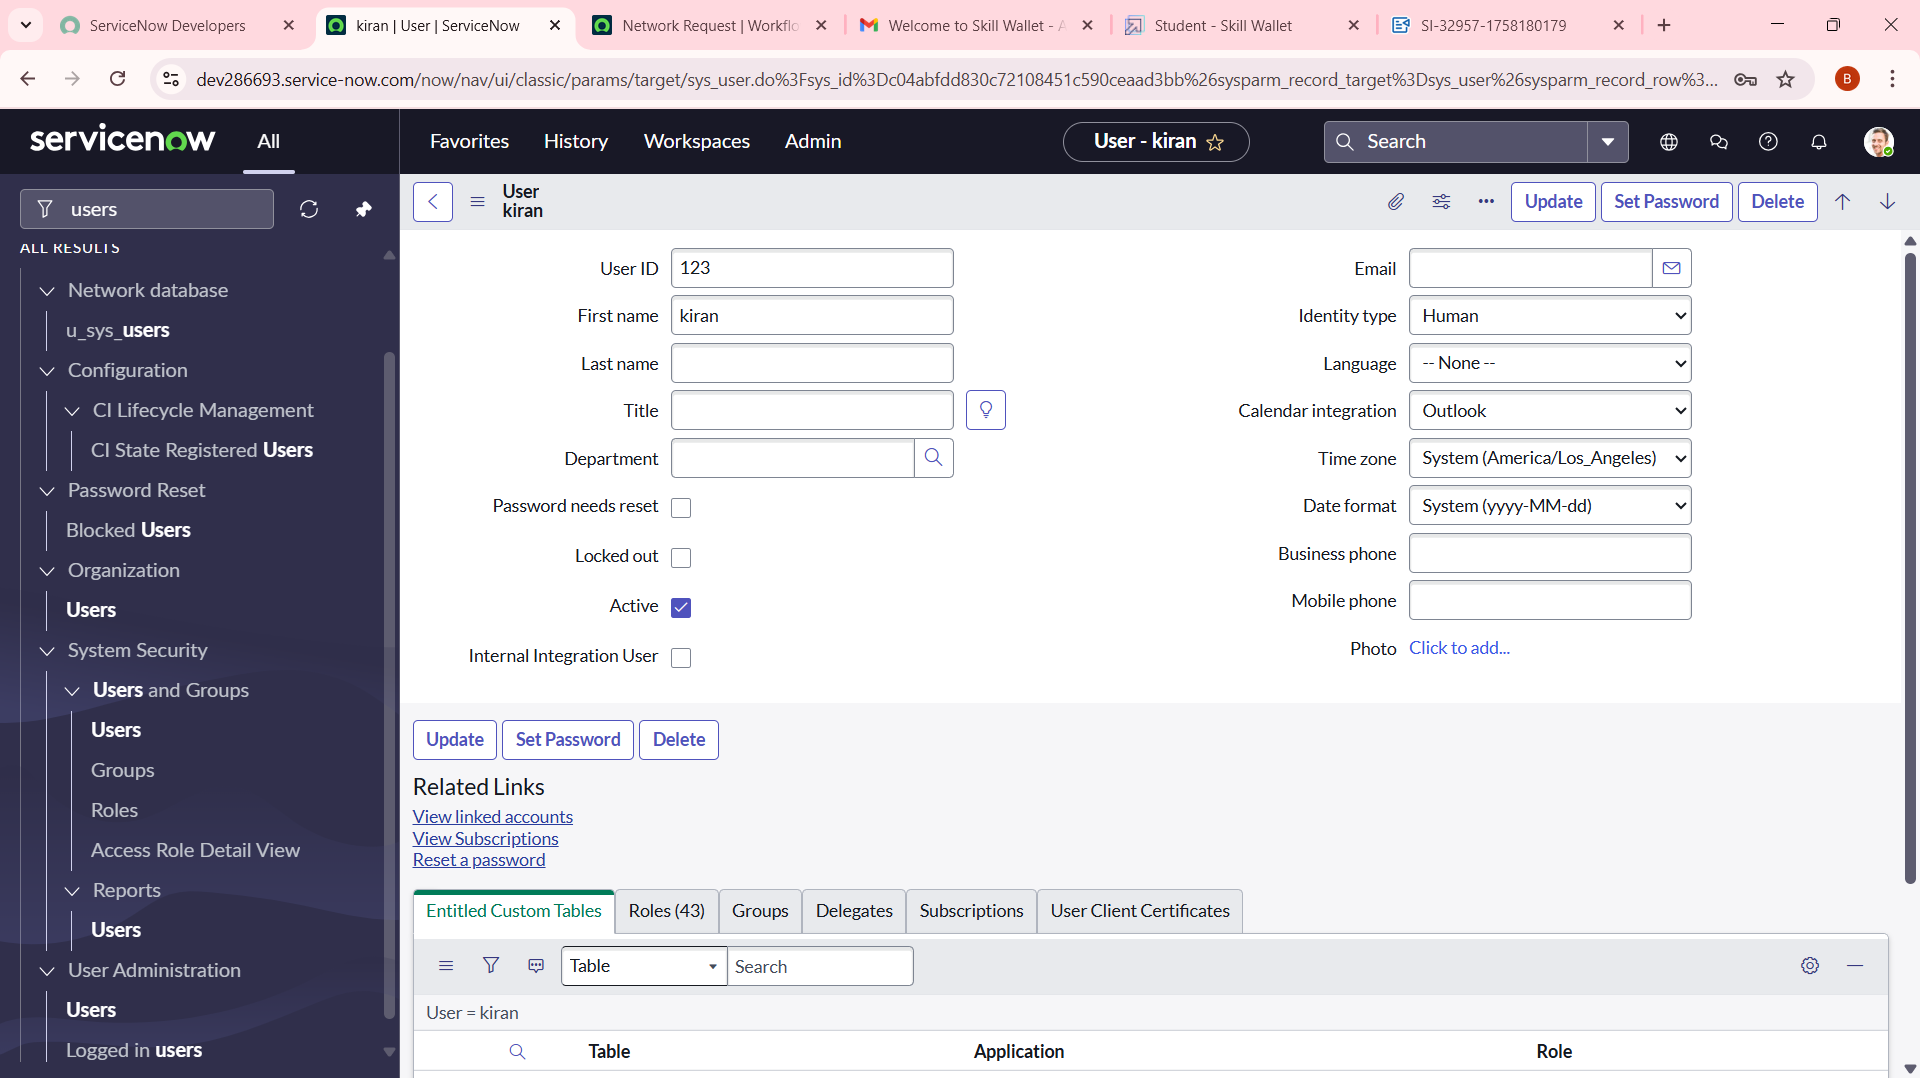 ServiceNow Developers
kiran | User | ServiceNow
Network Request | Workflo
Welcome to Skill Wallet - A
Student - Skill Wallet
SI-32957-1758180179
dev286693.service-now.com/now/nav/ui/classic/params/target/sys_user.do%3Fsys_id%3Dc04abfdd830c72108451c590ceaad3bb%26sysparm_record_target%3Dsys_user%26sysparm_record_row%3...
B
servicenow
All
Favorites
History
Workspaces
Admin
User - kiran
Search
users
ALL RESULTS
Network database
u_sys_users
Configuration
CI Lifecycle Management
CI State Registered Users
Password Reset
Blocked Users
Organization
Users
System Security
Users and Groups
Users
Groups
Roles
Access Role Detail View
Reports
Users
User Administration
Users
Logged in users
User
kiran
Update
Set Password
Delete
User ID 123
First name kiran
Last name
Title
Department
Password needs reset
Locked out
Active
Internal Integration User
Email
Identity type Human
Language -- None --
Calendar integration Outlook
Time zone System (America/Los_Angeles)
Date format System (yyyy-MM-dd)
Business phone
Mobile phone
Photo Click to add...
Update
Set Password
Delete
Related Links
View linked accounts
View Subscriptions
Reset a password
Entitled Custom Tables
Roles (43)
Groups
Delegates
Subscriptions
User Client Certificates
Table
Search
User = kiran
Table
Application
Role